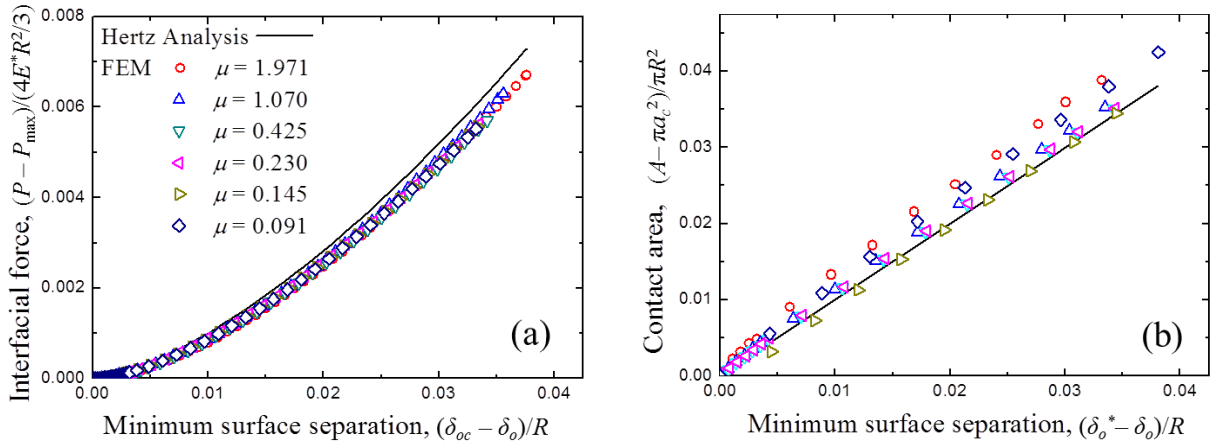 0.008
0.006
0.004
0.002
0.000
0.00
0.01
0.02
0.03
0.04
Interfacial force, (P – P_max)/(4E*R²/3)
Hertz Analysis
FEM
μ = 1.971
μ = 1.070
μ = 0.425
μ = 0.230
μ = 0.145
μ = 0.091
(a)
Minimum surface separation, (δ_oc – δ_o)/R
0.04
0.03
0.02
0.01
0.00
0.00
0.01
0.02
0.03
0.04
Contact area, (A– πa_c²)/πR²
(b)
Minimum surface separation, (δ_o*– δ_o)/R